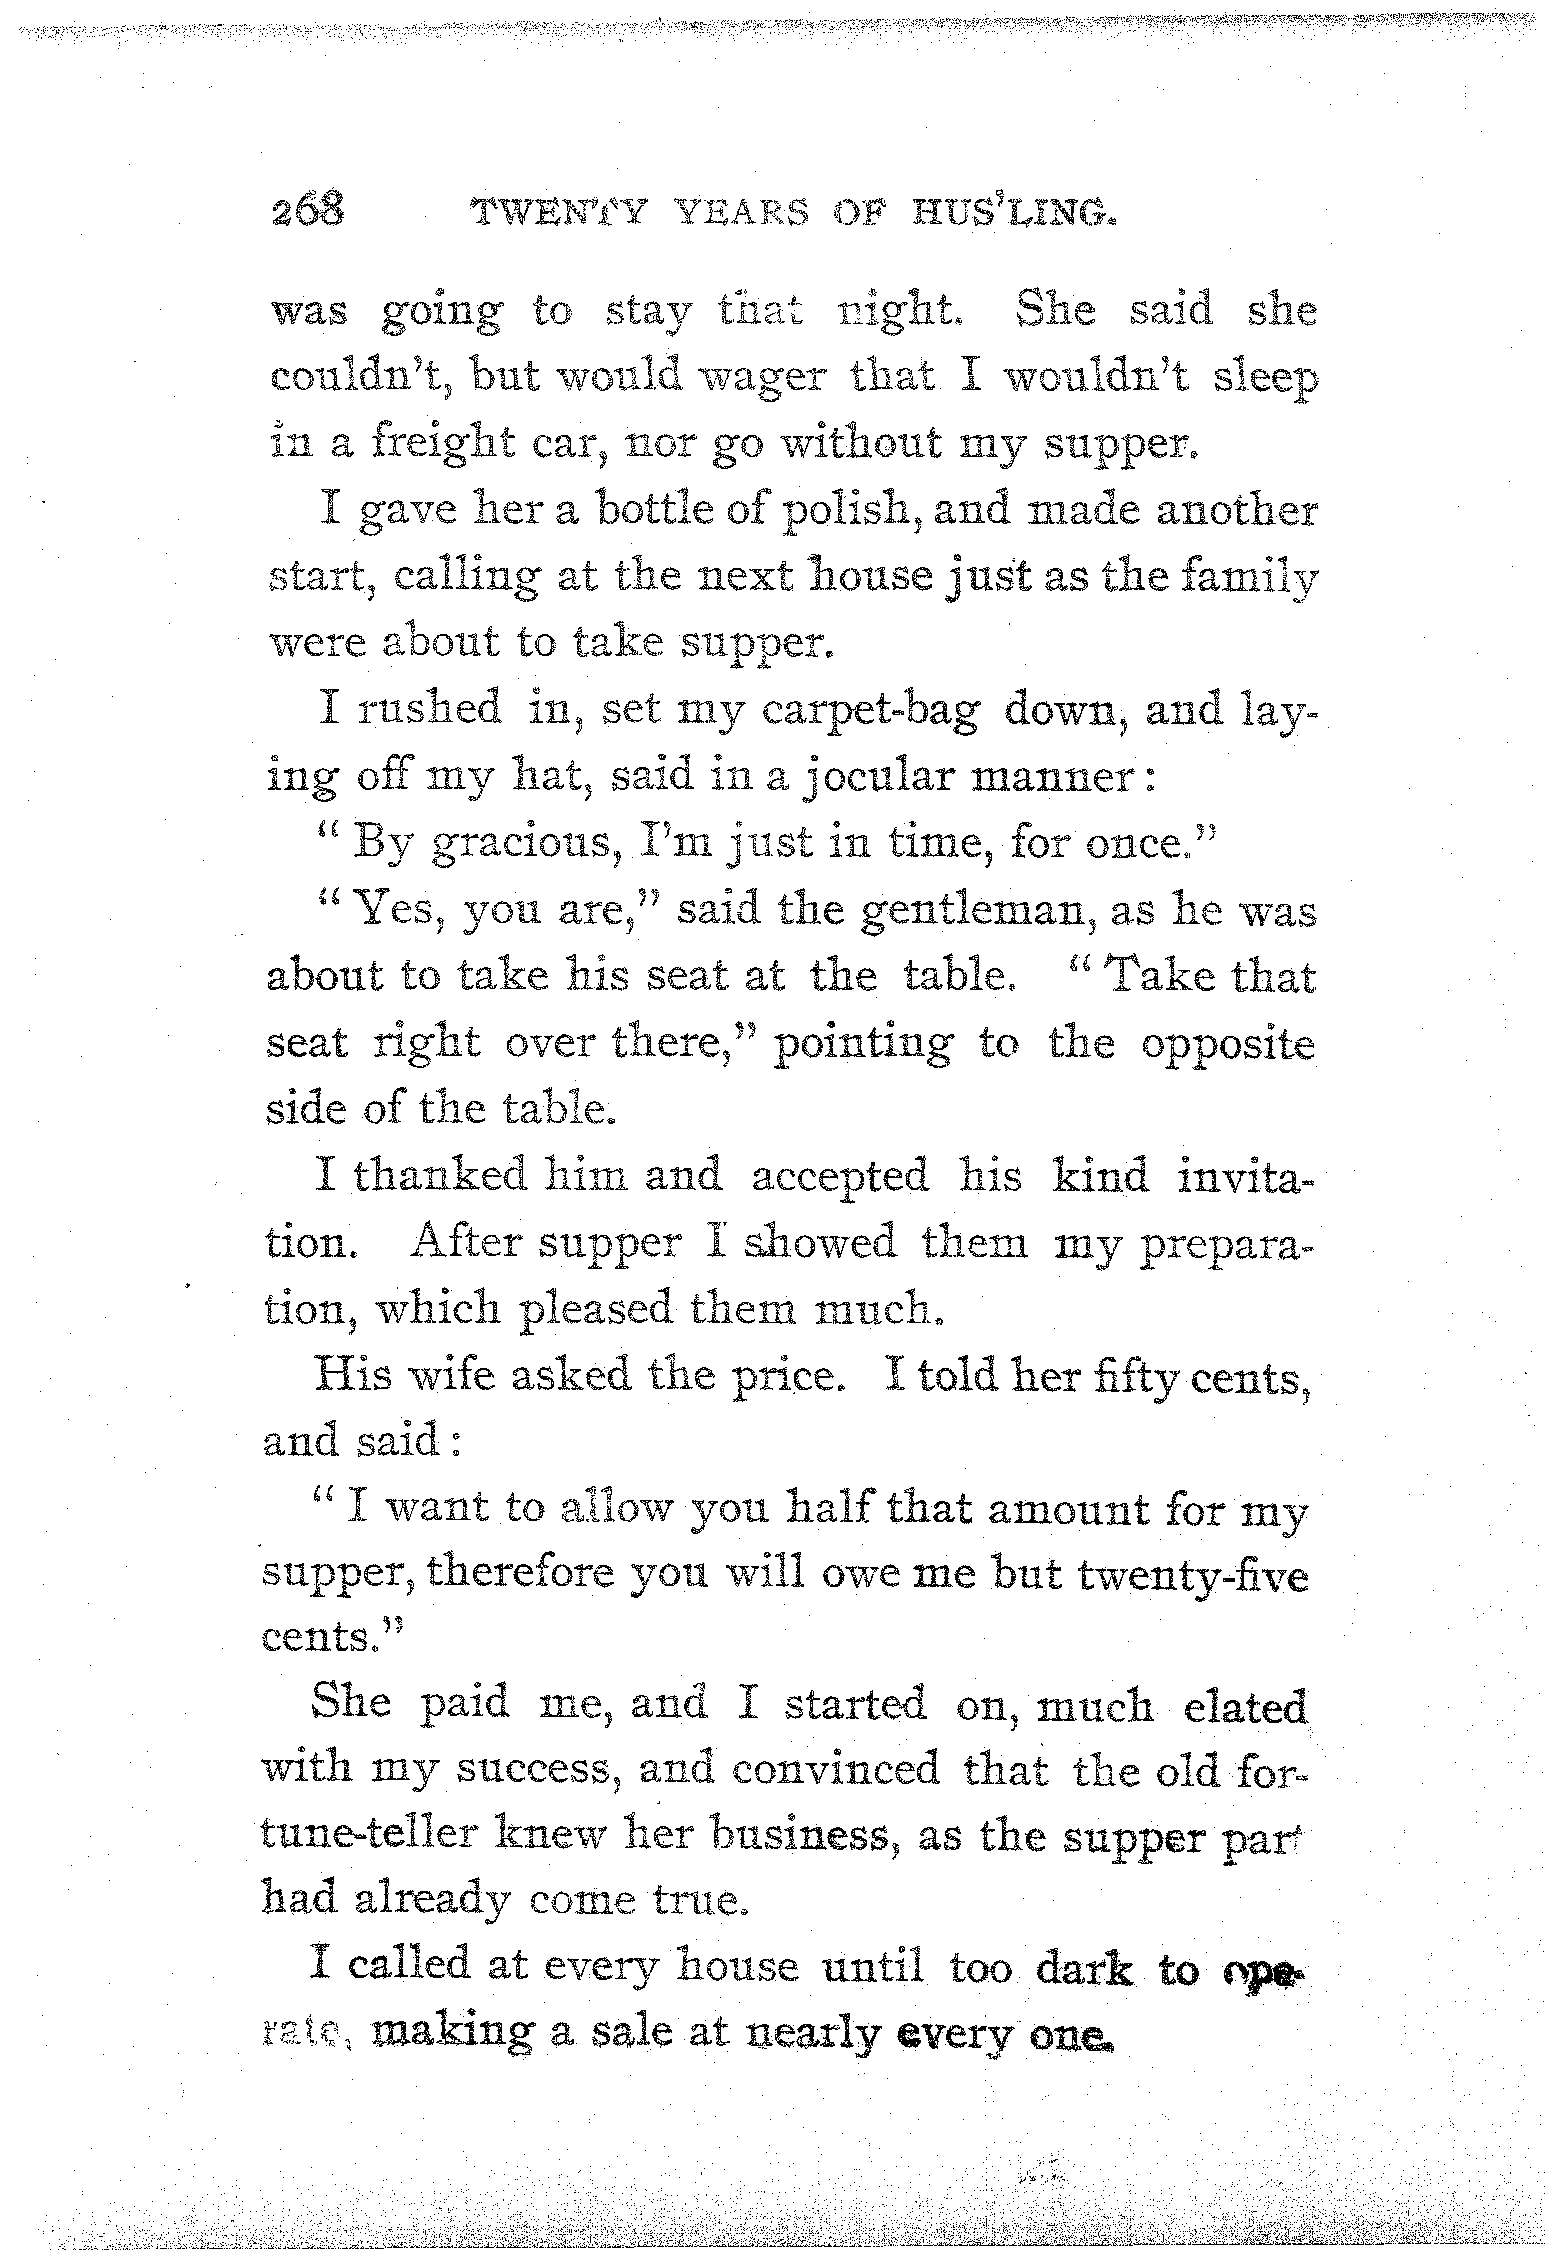 268 TWENTY YEARS OF HUS'LING.
was going to stay that night. She said she
couldn't, but would wager that I wouldn't sleep
in a freight car, nor go without my supper.
I gave her a bottle of polish, and made another
start, calling at the next house just as the family
were about to take supper.
I rushed in, set my carpet-bag down, and lay-
ing off my hat, said in a jocular manner:
"By gracious, I'm just in time, for once."
"Yes, you are," said the gentleman, as he was
about to take his seat at the table. "Take that
seat right over there," pointing to the opposite
side of the table.
I thanked him and accepted his kind invita-
tion. After supper I showed them my prepara-
tion, which pleased them much.
His wife asked the price. I told her fifty cents,
and said:
"I want to allow you half that amount for my
supper, therefore you will owe me but twenty-five
cents."
She paid me, and I started on, much elated
with my success, and convinced that the old for-
tune-teller knew her business, as the supper part
had already come true.
I called at every house until too dark to ope-
rate, making a sale at nearly every one.